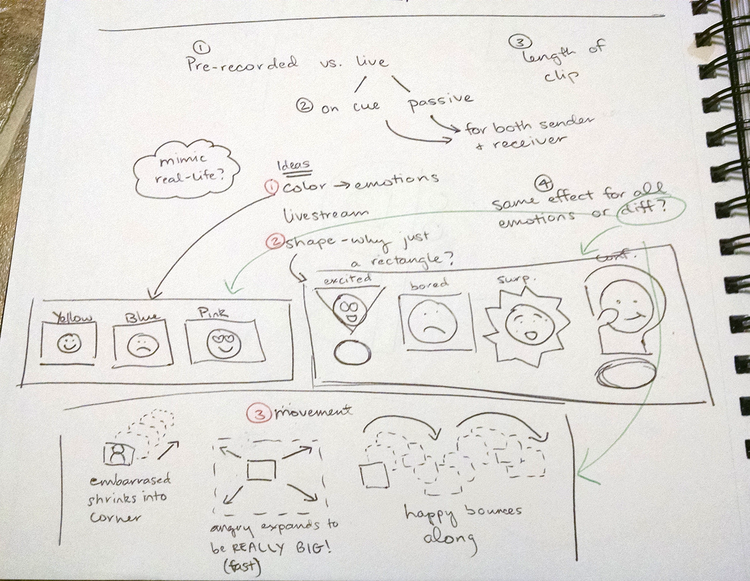 ① Pre-recorded vs. live
③ length of
clip
② on cue
passive
for both sender
+ receiver
mimic
real-life?
Ideas
① color → emotions
livestream
② shape - why just
a rectangle?
④
same effect for all
emotions or diff?
Yellow Blue Pink
excited bored surp. conf.
③ movement
embarrased
shrinks into
corner
angry expands to
be REALLY BIG!
(fast)
happy bounces
along